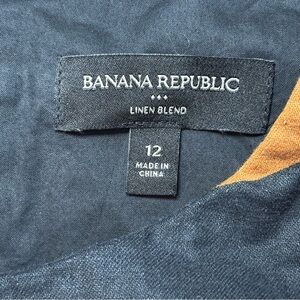 BANANA REPUBLIC
LINEN BLEND
12
MADE IN
CHINA